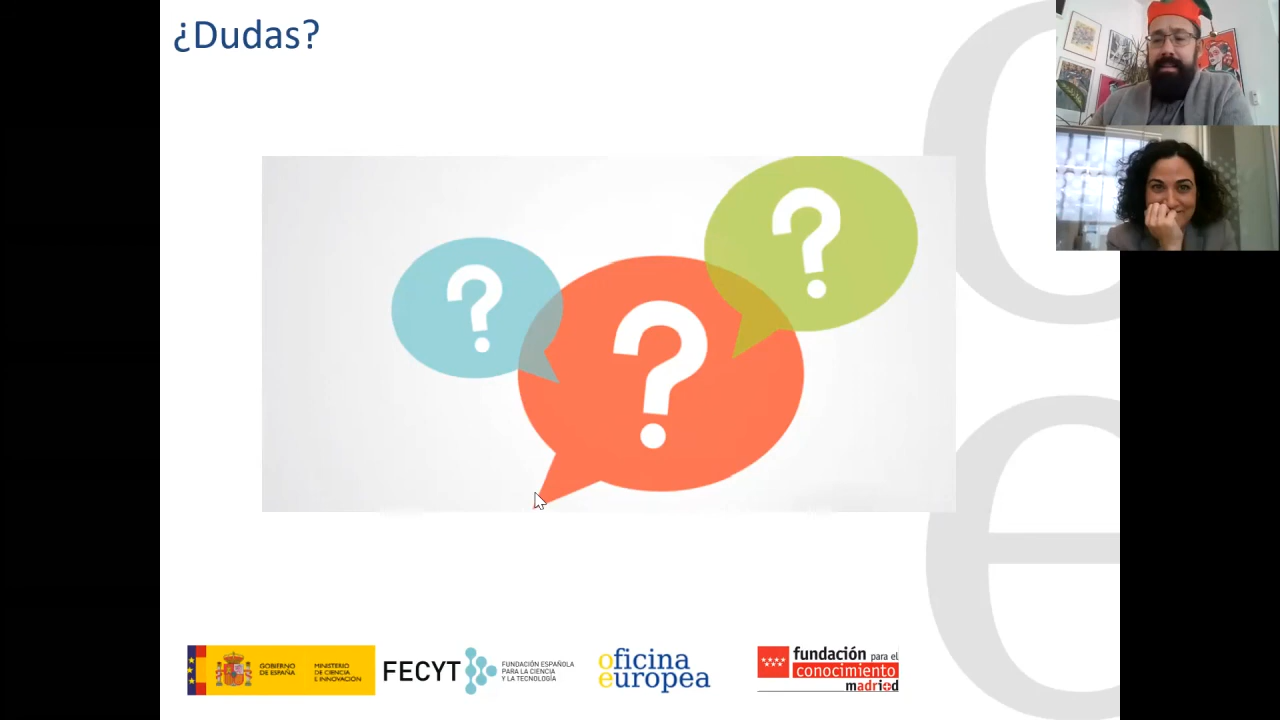 ¿Dudas?
?
?
?
GOBIERNO
DE ESPAÑA
MINISTERIO
DE CIENCIA
E INNOVACIÓN
FECYT
FUNDACIÓN ESPAÑOLA
PARA LA CIENCIA
Y LA TECNOLOGÍA
oficina
europea
fundación para el
conocimiento
madri+d